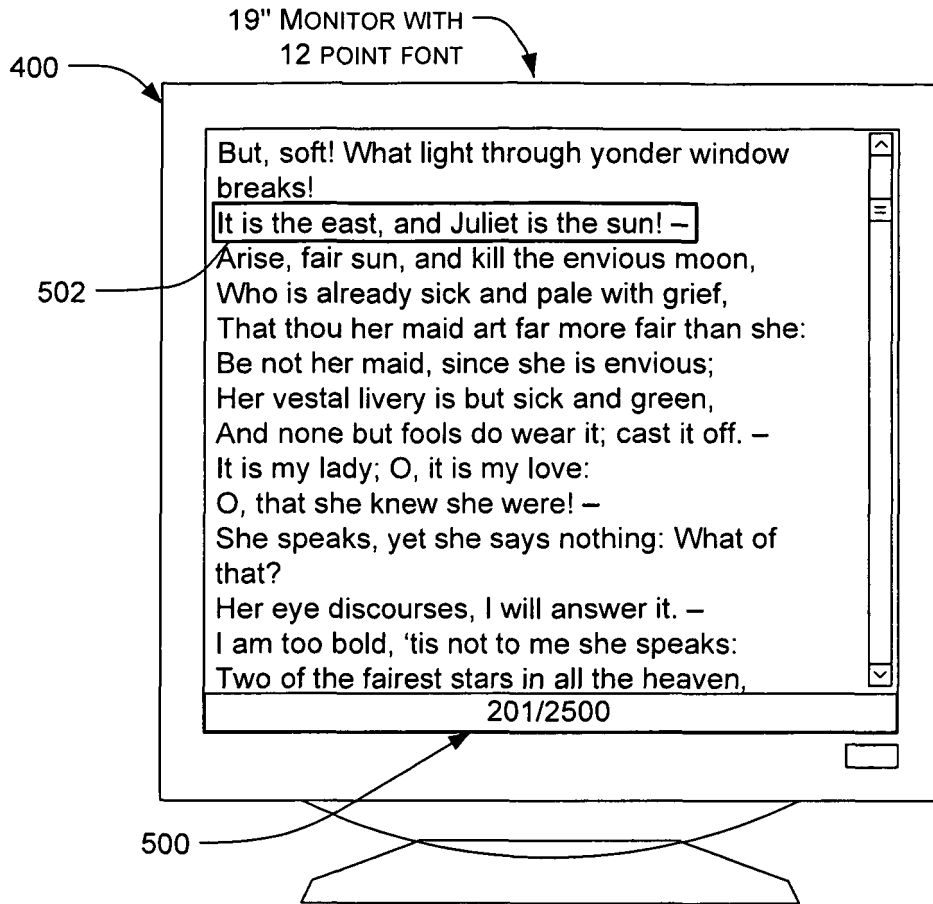 19" MONITOR WITH
12 POINT FONT
400
But, soft! What light through yonder window
breaks!
It is the east, and Juliet is the sun! –
Arise, fair sun, and kill the envious moon,
502
Who is already sick and pale with grief,
That thou her maid art far more fair than she:
Be not her maid, since she is envious;
Her vestal livery is but sick and green,
And none but fools do wear it; cast it off. –
It is my lady; O, it is my love:
O, that she knew she were! –
She speaks, yet she says nothing: What of
that?
Her eye discourses, I will answer it. –
I am too bold, ‘tis not to me she speaks:
Two of the fairest stars in all the heaven,
201/2500
500